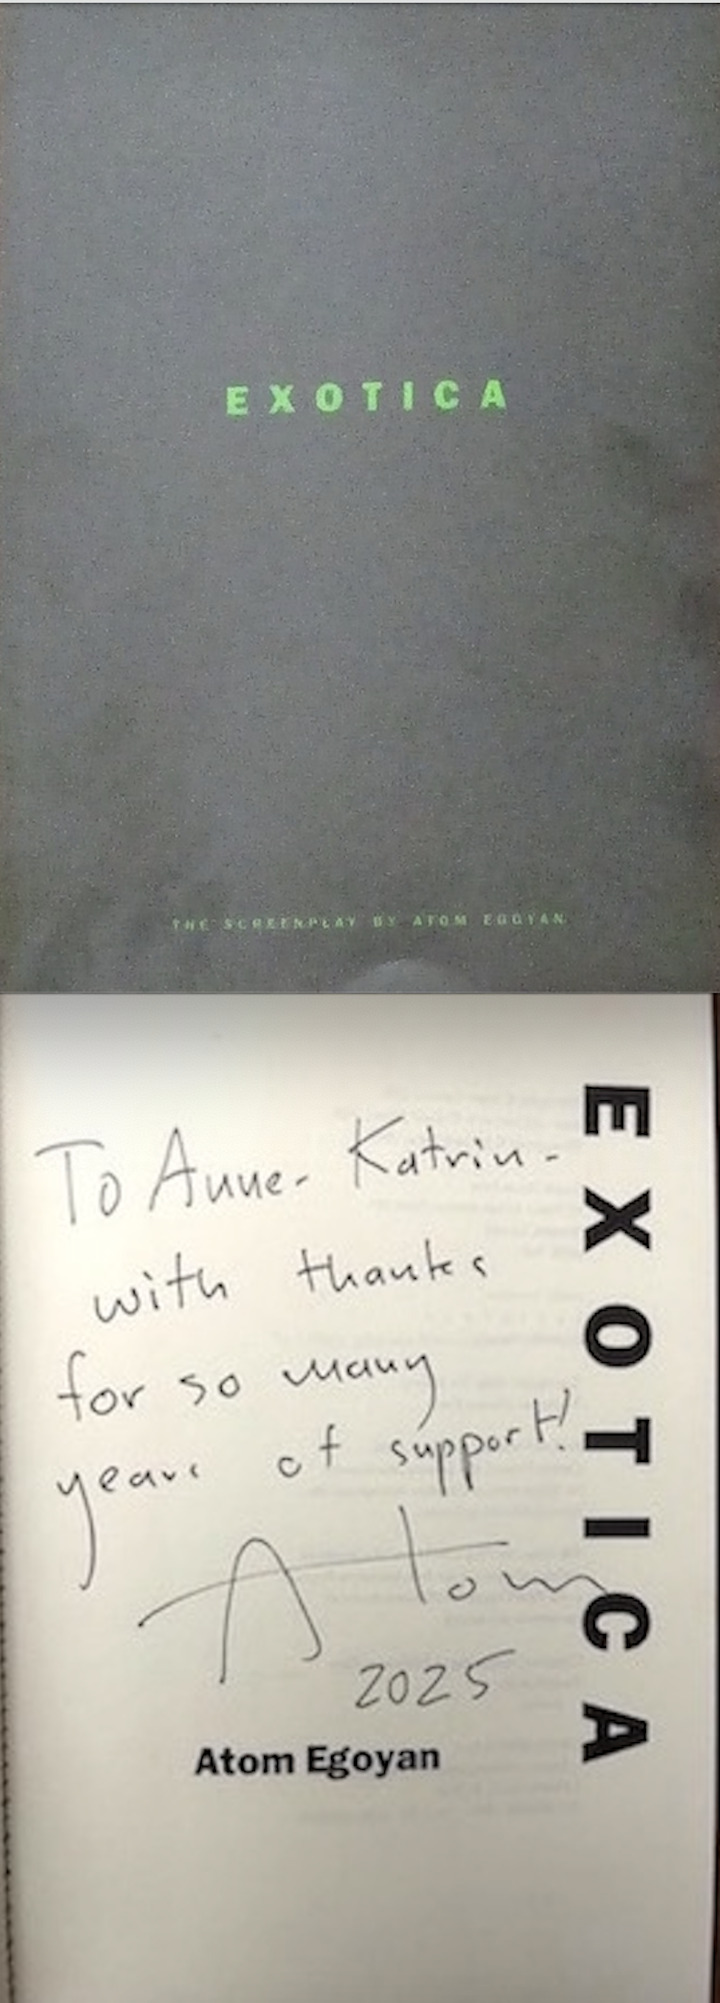 EXOTICA
THE SCREENPLAY BY ATOM EGOYAN
To Anne-Katrin-
with thanks
for so many
years of support!
Atom
2025
Atom Egoyan
EXOTICA